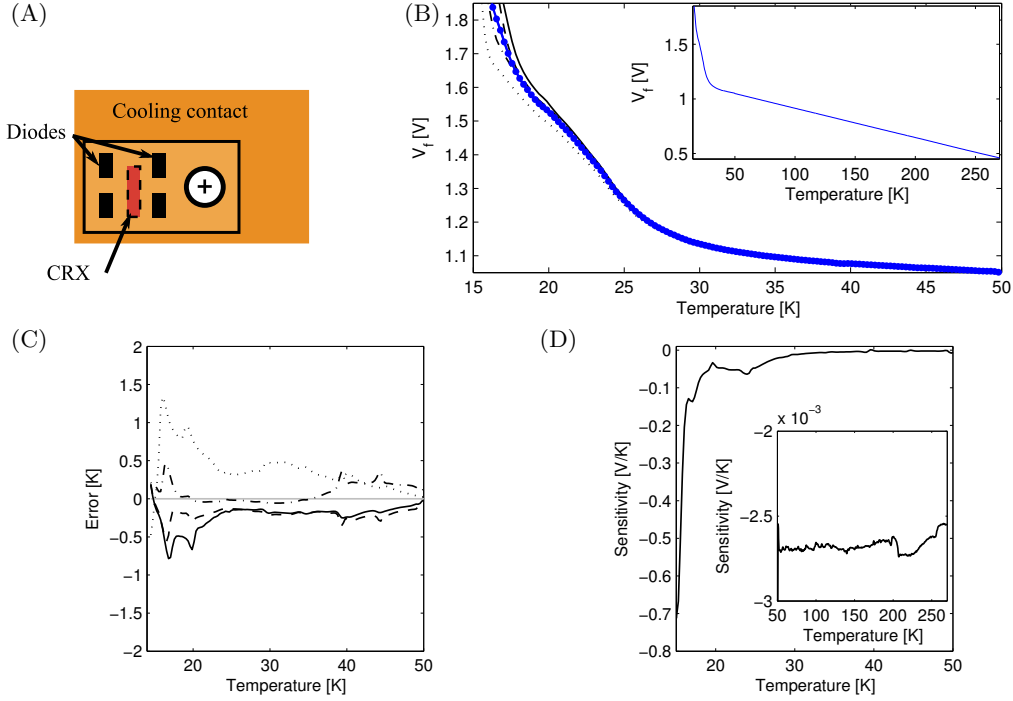 (A)
Cooling contact
Diodes
+
CRX
(B)
1.8
1.7
1.6
1.5
1.4
1.3
1.2
1.1
V_f [V]
15 20 25 30 35 40 45 50
Temperature [K]
1.5
1
0.5
V_f [V]
50 100 150 200 250
Temperature [K]
(C)
2
1.5
1
0.5
0
−0.5
−1
−1.5
−2
Error [K]
20 30 40 50
Temperature [K]
(D)
0
−0.1
−0.2
−0.3
−0.4
−0.5
−0.6
−0.7
−0.8
Sensitivity [V/K]
20 30 40 50
Temperature [K]
x 10⁻³
−2
−2.5
−3
Sensitivity [V/K]
50 100 150 200 250
Temperature [K]